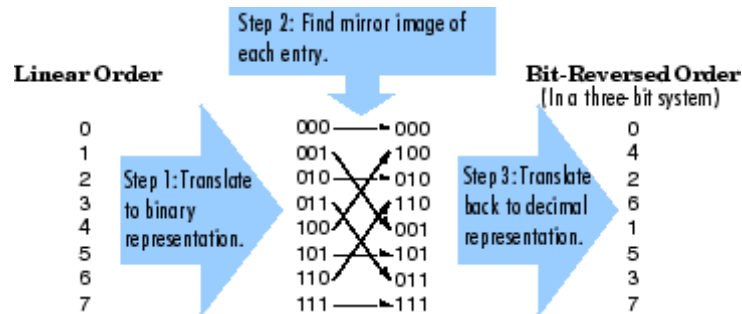 Step 2: Find mirror image of
each entry.
Linear Order
Bit-Reversed Order
(In a three-bit system)
0 000 000 0
1 001 100 4
2 010 010 2
3 011 110 6
4 100 001 1
5 101 101 5
6 110 011 3
7 111 111 7
Step 1: Translate
to binary
representation.
Step 3: Translate
back to decimal
representation.